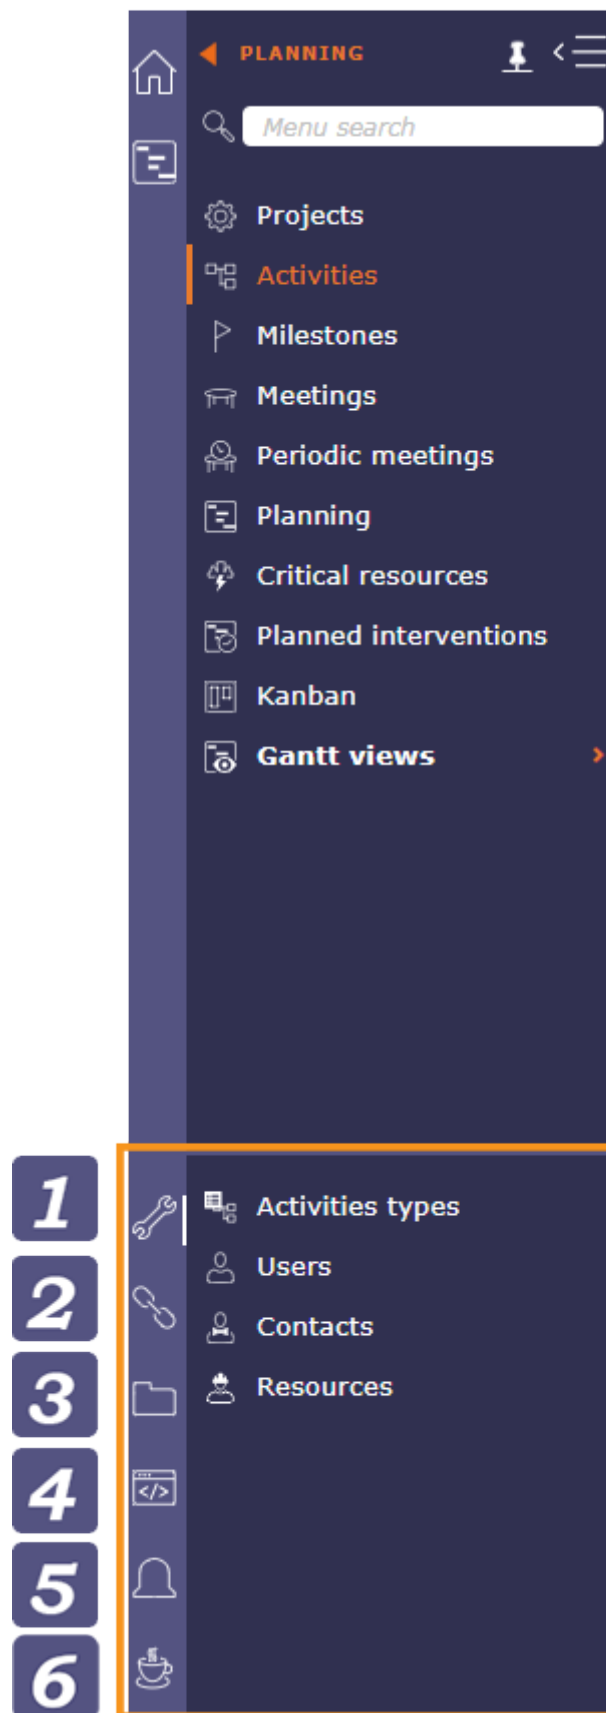 PLANNING
Menu search
Projects
Activities
Milestones
Meetings
Periodic meetings
Planning
Critical resources
Planned interventions
Kanban
Gantt views
1
Activities types
Users
2
Contacts
3
Resources
4
</>
5
6